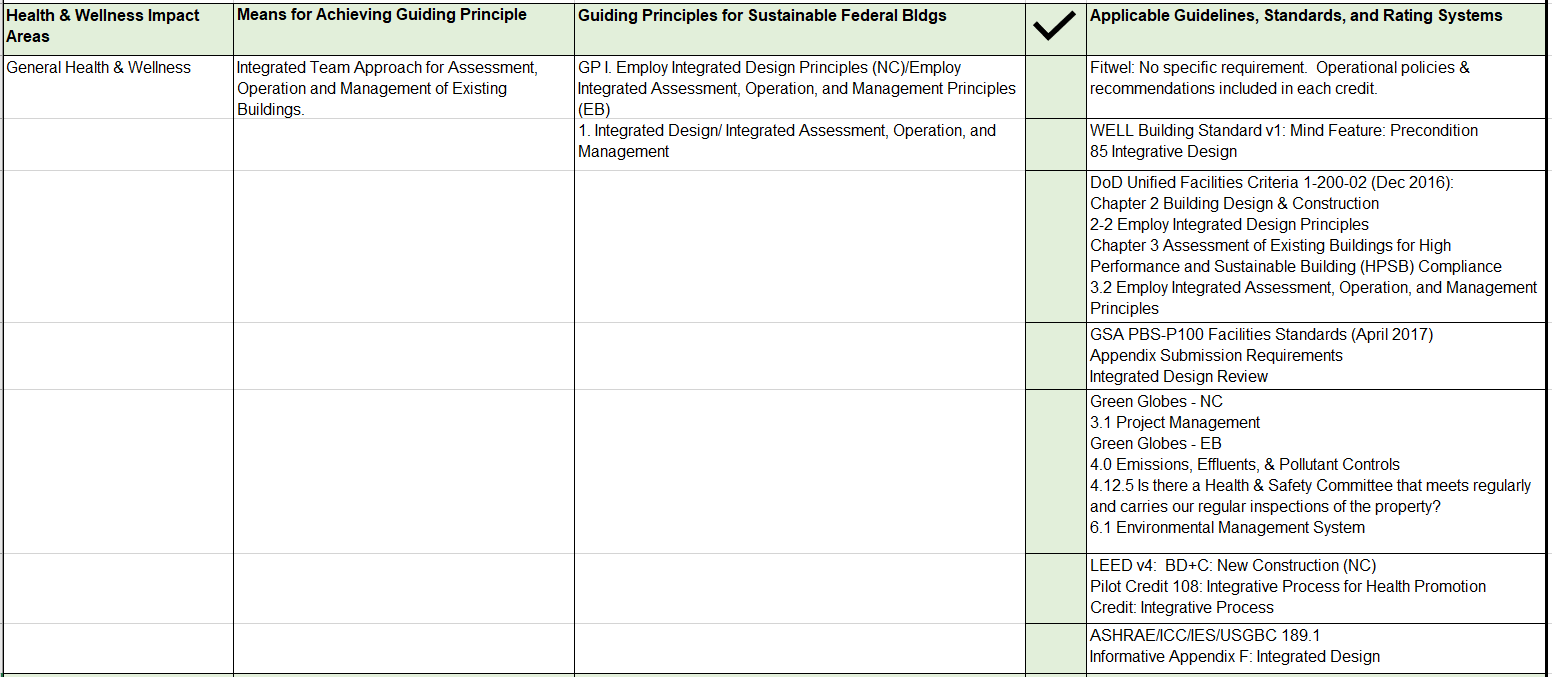 Health & Wellness Impact
Areas
Means for Achieving Guiding Principle
Guiding Principles for Sustainable Federal Bldgs
Applicable Guidelines, Standards, and Rating Systems
General Health & Wellness
Integrated Team Approach for Assessment,
Operation and Management of Existing
Buildings.
GP I. Employ Integrated Design Principles (NC)/Employ
Integrated Assessment, Operation, and Management Principles
(EB)
Fitwel: No specific requirement.  Operational policies &
recommendations included in each credit.
1. Integrated Design/ Integrated Assessment, Operation, and
Management
WELL Building Standard v1: Mind Feature: Precondition
85 Integrative Design
DoD Unified Facilities Criteria 1-200-02 (Dec 2016):
Chapter 2 Building Design & Construction
2-2 Employ Integrated Design Principles
Chapter 3 Assessment of Existing Buildings for High
Performance and Sustainable Building (HPSB) Compliance
3.2 Employ Integrated Assessment, Operation, and Management
Principles
GSA PBS-P100 Facilities Standards (April 2017)
Appendix Submission Requirements
Integrated Design Review
Green Globes - NC
3.1 Project Management
Green Globes - EB
4.0 Emissions, Effluents, & Pollutant Controls
4.12.5 Is there a Health & Safety Committee that meets regularly
and carries our regular inspections of the property?
6.1 Environmental Management System
LEED v4:  BD+C: New Construction (NC)
Pilot Credit 108: Integrative Process for Health Promotion
Credit: Integrative Process
ASHRAE/ICC/IES/USGBC 189.1
Informative Appendix F: Integrated Design